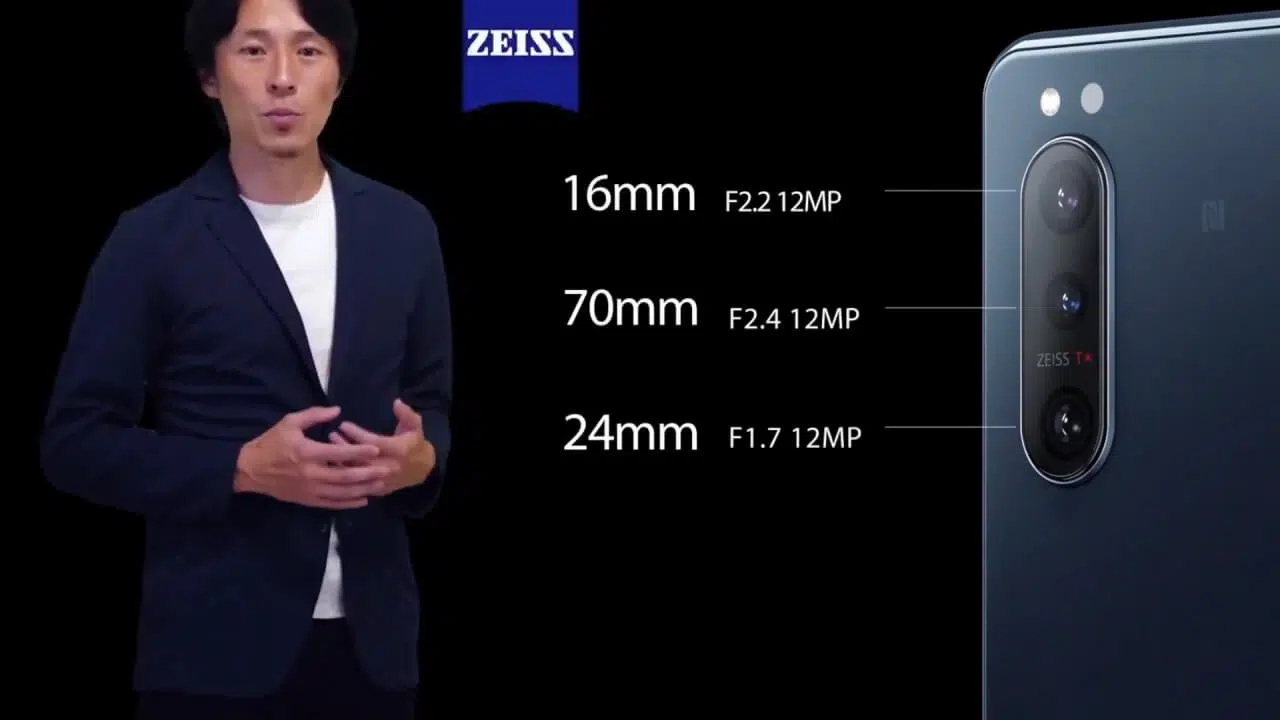 ZEISS
16mm F2.2 12MP
70mm F2.4 12MP
ZEISS T*
24mm F1.7 12MP